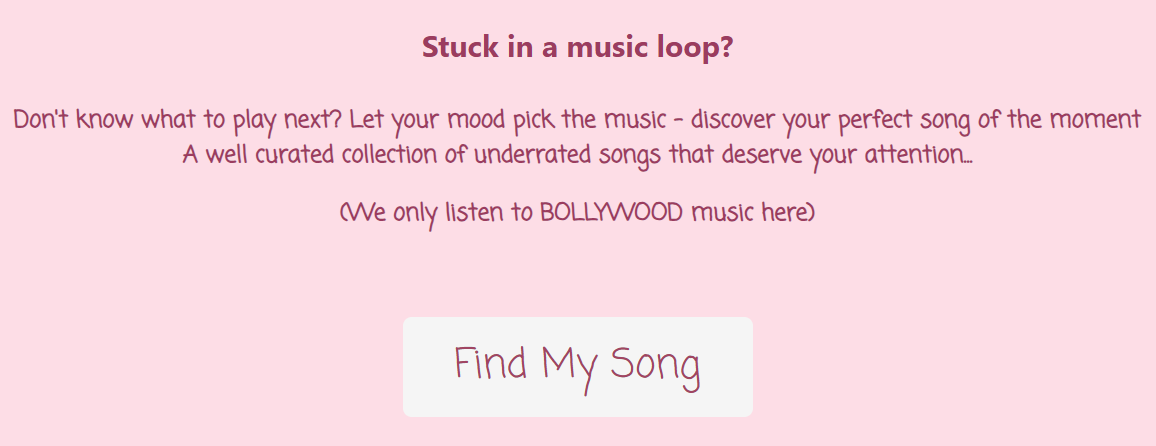 Stuck in a music loop?
Don't know what to play next? Let your mood pick the music - discover your perfect song of the moment
A well curated collection of underrated songs that deserve your attention...
(We only listen to BOLLYWOOD music here)
Find My Song